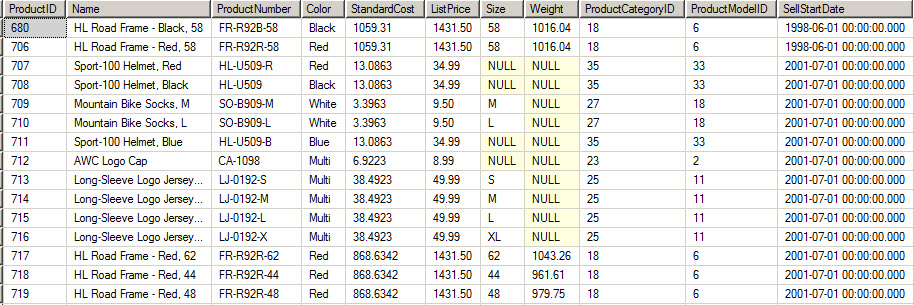 ProductID Name ProductNumber Color StandardCost ListPrice Size Weight ProductCategoryID ProductModelID SellStartDate
680 HL Road Frame - Black, 58 FR-R92B-58 Black 1059.31 1431.50 58 1016.04 18 6 1998-06-01 00:00:00.000
706 HL Road Frame - Red, 58 FR-R92R-58 Red 1059.31 1431.50 58 1016.04 18 6 1998-06-01 00:00:00.000
707 Sport-100 Helmet, Red HL-U509-R Red 13.0863 34.99 NULL NULL 35 33 2001-07-01 00:00:00.000
708 Sport-100 Helmet, Black HL-U509 Black 13.0863 34.99 NULL NULL 35 33 2001-07-01 00:00:00.000
709 Mountain Bike Socks, M SO-B909-M White 3.3963 9.50 M NULL 27 18 2001-07-01 00:00:00.000
710 Mountain Bike Socks, L SO-B909-L White 3.3963 9.50 L NULL 27 18 2001-07-01 00:00:00.000
711 Sport-100 Helmet, Blue HL-U509-B Blue 13.0863 34.99 NULL NULL 35 33 2001-07-01 00:00:00.000
712 AWC Logo Cap CA-1098 Multi 6.9223 8.99 NULL NULL 23 2 2001-07-01 00:00:00.000
713 Long-Sleeve Logo Jersey... LJ-0192-S Multi 38.4923 49.99 S NULL 25 11 2001-07-01 00:00:00.000
714 Long-Sleeve Logo Jersey... LJ-0192-M Multi 38.4923 49.99 M NULL 25 11 2001-07-01 00:00:00.000
715 Long-Sleeve Logo Jersey... LJ-0192-L Multi 38.4923 49.99 L NULL 25 11 2001-07-01 00:00:00.000
716 Long-Sleeve Logo Jersey... LJ-0192-X Multi 38.4923 49.99 XL NULL 25 11 2001-07-01 00:00:00.000
717 HL Road Frame - Red, 62 FR-R92R-62 Red 868.6342 1431.50 62 1043.26 18 6 2001-07-01 00:00:00.000
718 HL Road Frame - Red, 44 FR-R92R-44 Red 868.6342 1431.50 44 961.61 18 6 2001-07-01 00:00:00.000
719 HL Road Frame - Red, 48 FR-R92R-48 Red 868.6342 1431.50 48 979.75 18 6 2001-07-01 00:00:00.000